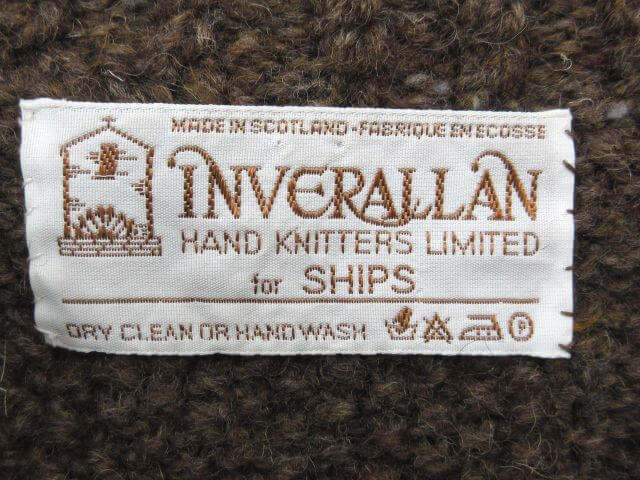 MADE IN SCOTLAND-FABRIQUE EN ECOSSE
INVERALLAN
HAND KNITTERS LIMITED
for SHIPS
DRY CLEAN OR HAND WASH P